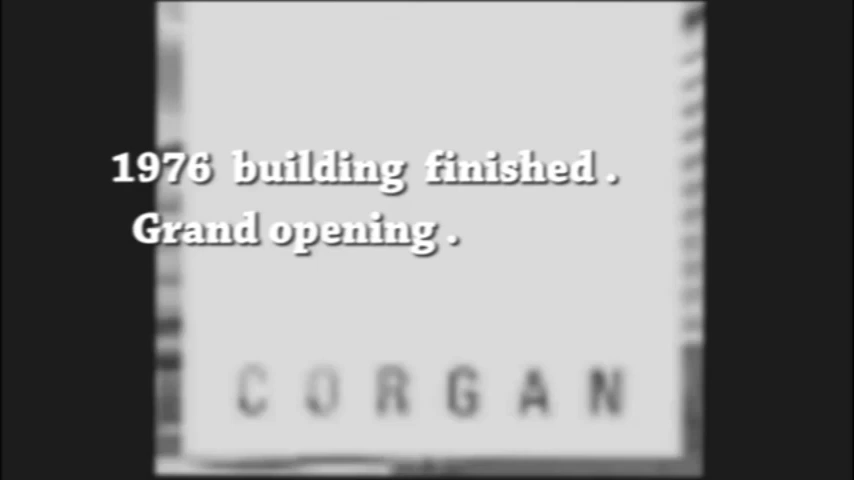 1976 building finished .
Grand opening .
CORGAN